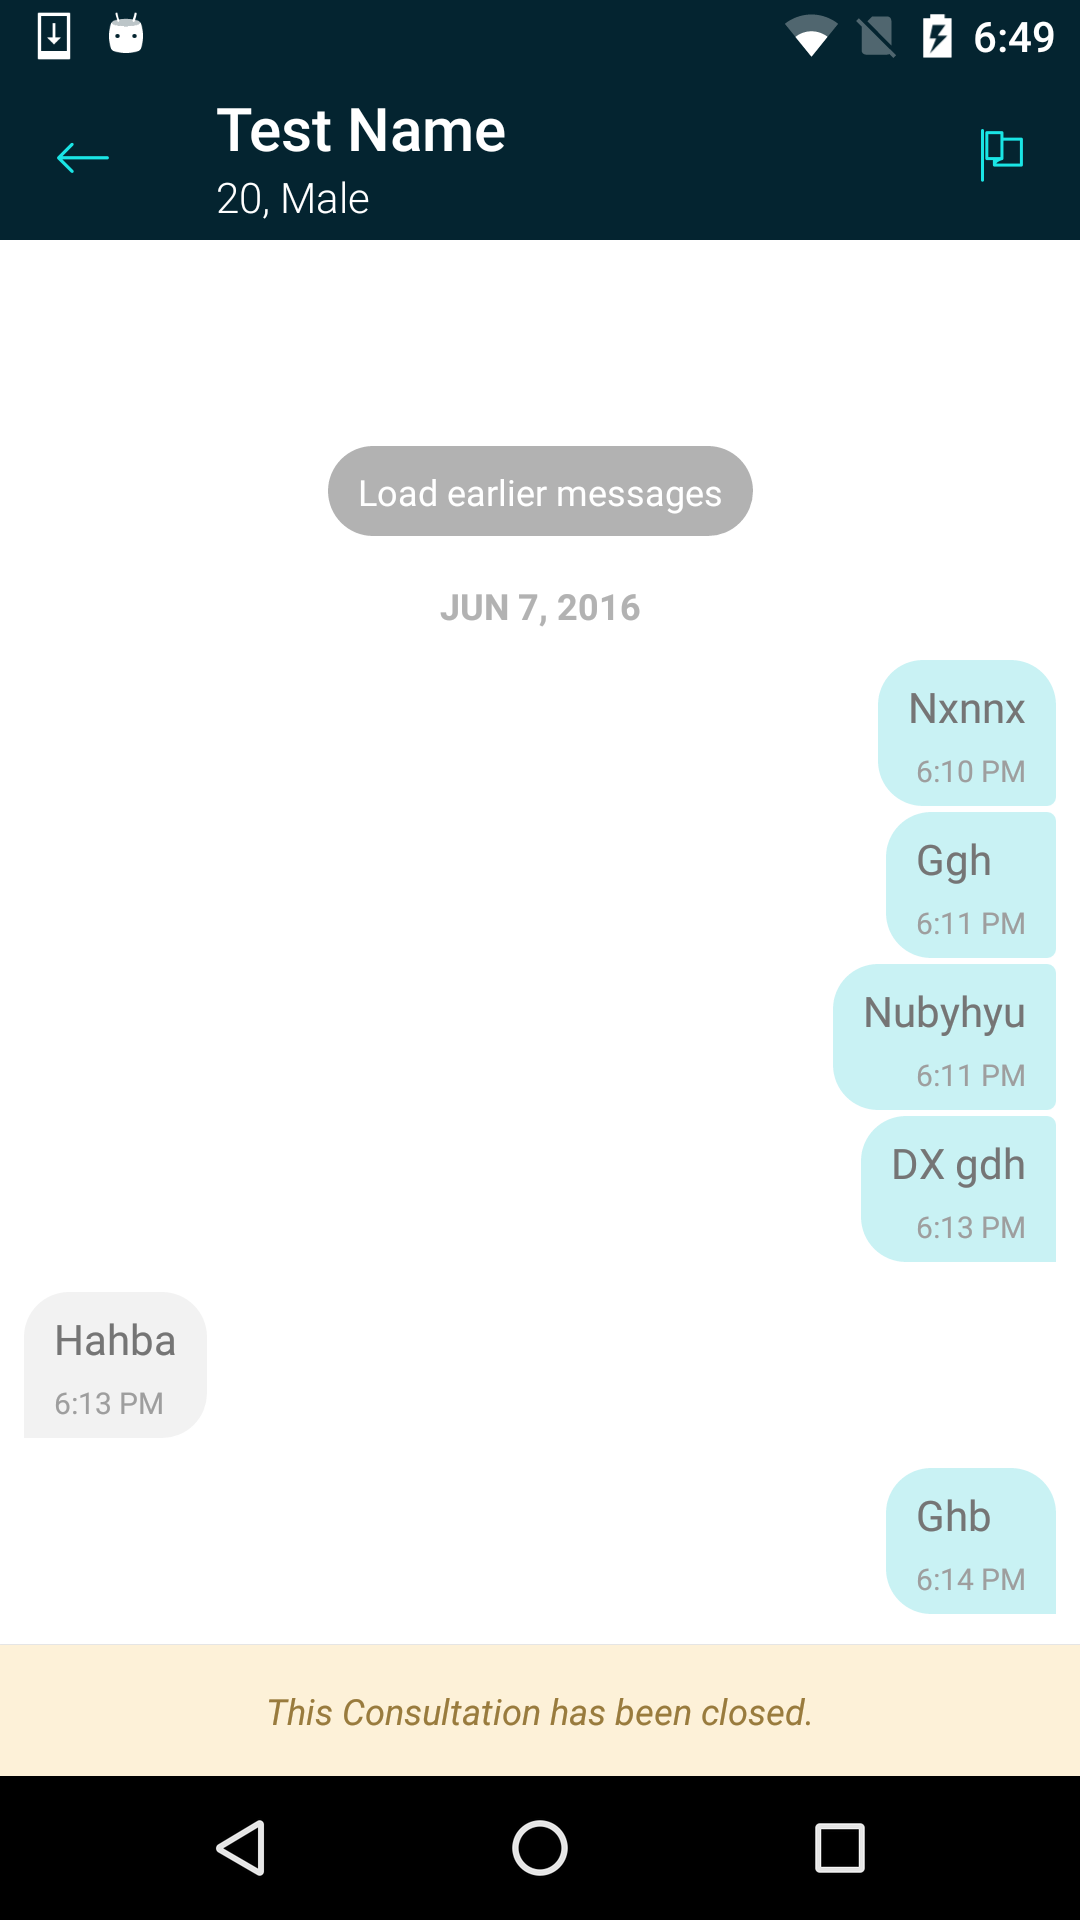 6:49
Test Name
20, Male
Load earlier messages
JUN 7, 2016
Nxnnx
6:10 PM
Ggh
6:11 PM
Nubyhyu
6:11 PM
DX gdh
6:13 PM
Hahba
6:13 PM
Ghb
6:14 PM
This Consultation has been closed.